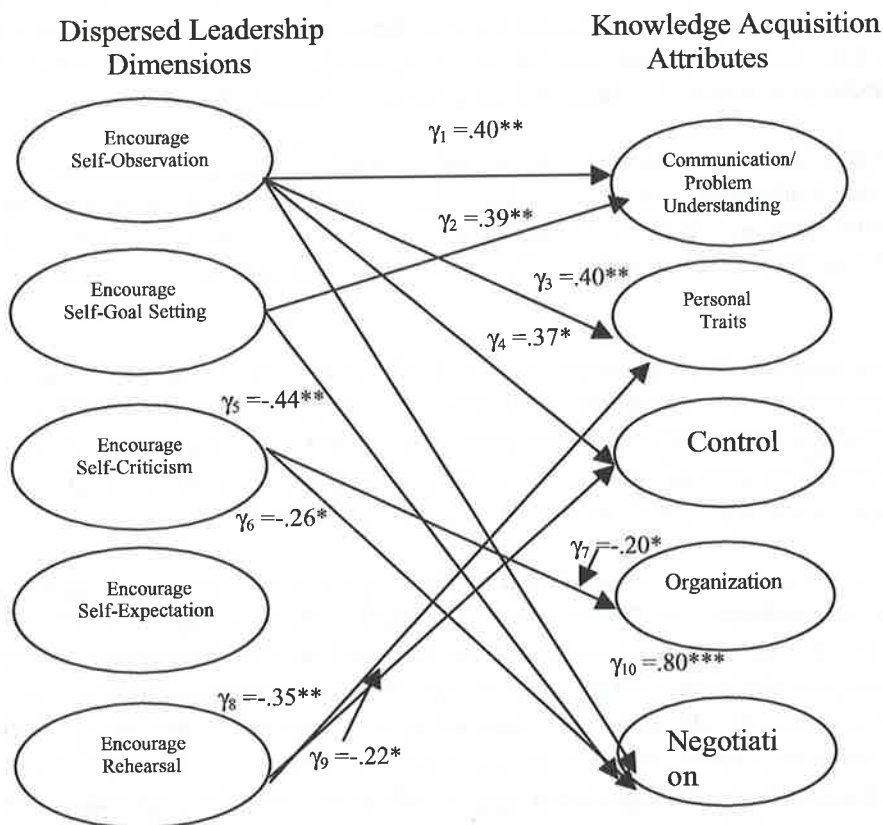 Dispersed Leadership
Dimensions
Knowledge Acquisition
Attributes
Encourage
Self-Observation
γ1 =.40**
Communication/
Problem
Understanding
γ2 =.39**
Encourage
Self-Goal Setting
γ3 =.40**
Personal
Traits
γ4 =.37*
γ5 =-.44**
Encourage
Self-Criticism
Control
γ6 =-.26*
γ7 =-.20*
Encourage
Self-Expectation
Organization
γ10 =.80***
γ8 =-.35**
Encourage
Rehearsal
γ9 =-.22*
Negotiati
on